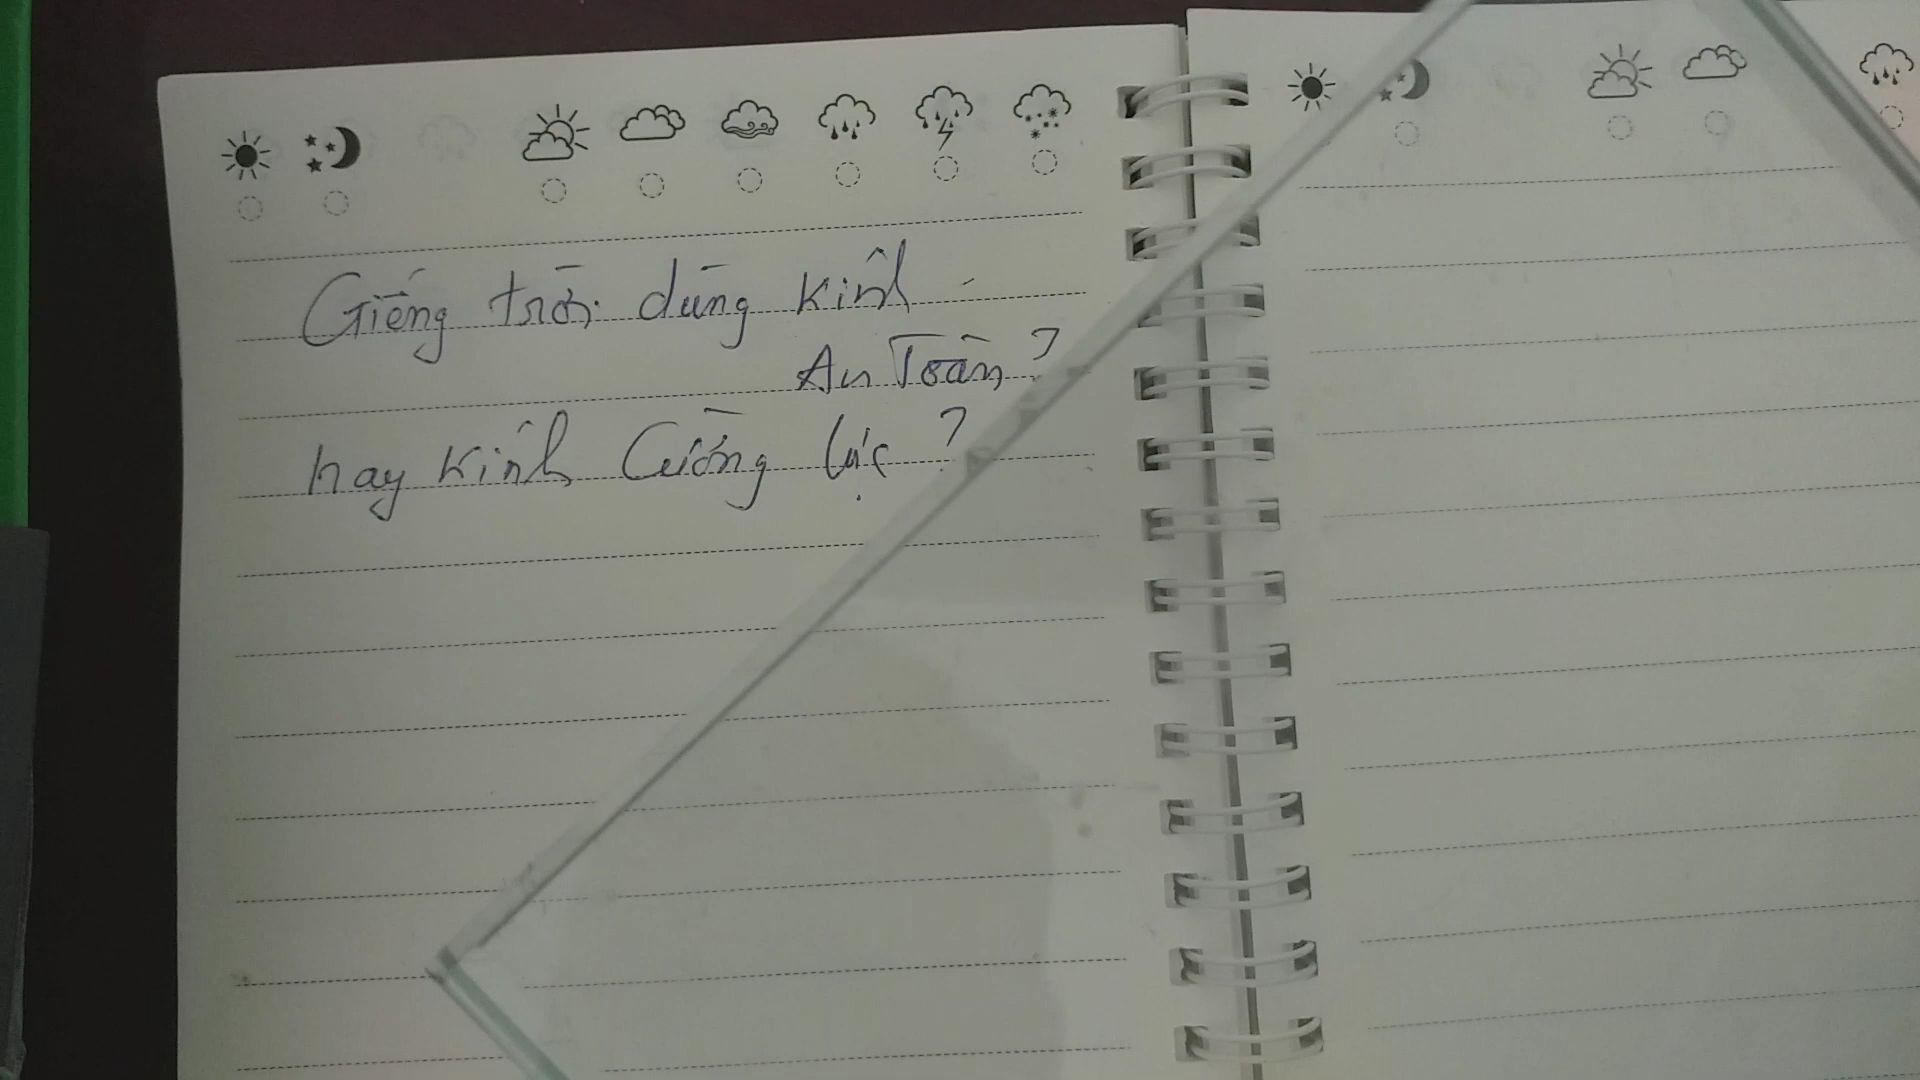 Giếng trời dùng kính
An Toàn?
hay kính Cường lực?